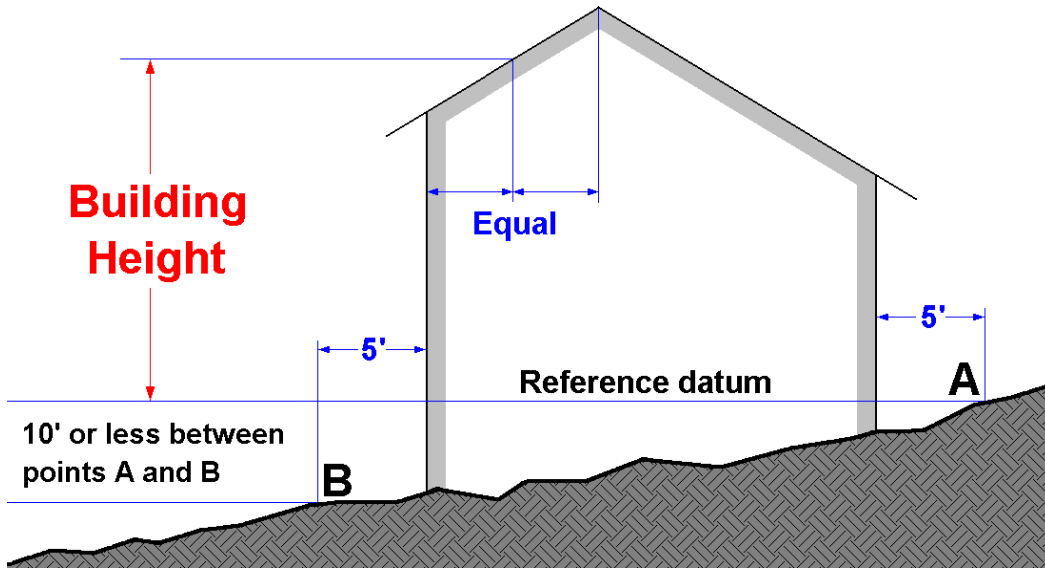 Building
Height
Equal
5'
5'
Reference datum
A
10' or less between
points A and B
B